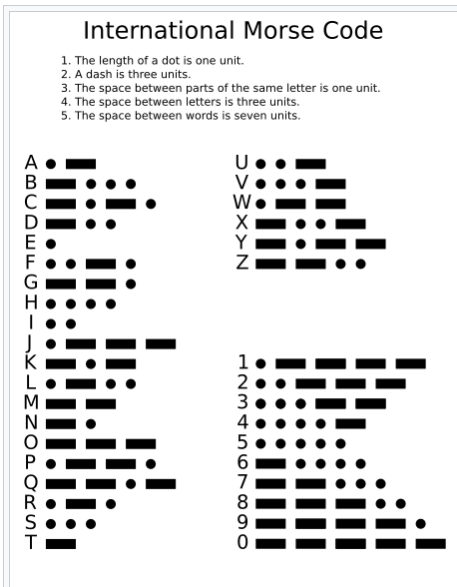 International Morse Code
1. The length of a dot is one unit.
2. A dash is three units.
3. The space between parts of the same letter is one unit.
4. The space between letters is three units.
5. The space between words is seven units.
A
B
C
D
E
F
G
H
I
J
K
L
M
N
O
P
Q
R
S
T
U
V
W
X
Y
Z
1
2
3
4
5
6
7
8
9
0